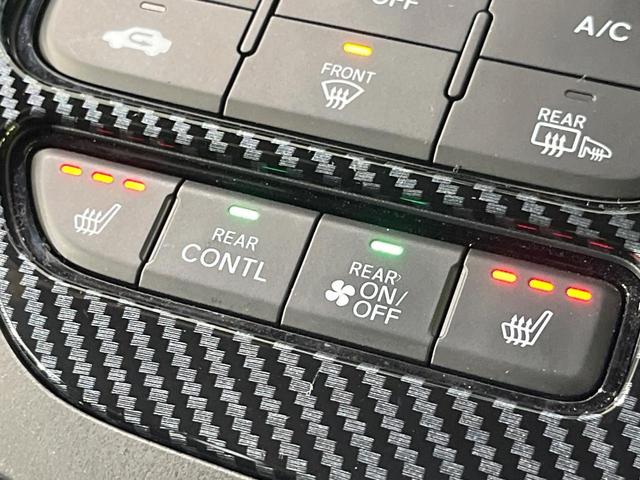 OFF
A/C
FRONT
REAR
REAR
CONTL
REAR
ON/
OFF